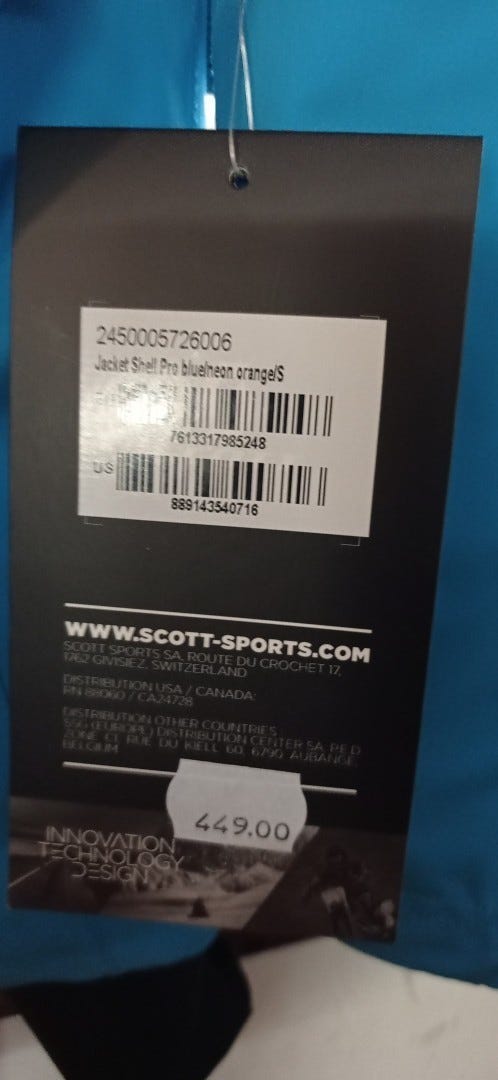 2450005726006
Jacket Shell Pro blue/neon orange/S
7613317985248
US
889143540716
WWW.SCOTT-SPORTS.COM
SCOTT SPORTS SA, ROUTE DU CROCHET 17,
1762 GIVISIEZ, SWITZERLAND
DISTRIBUTION USA / CANADA:
RN 88060 / CA24728
DISTRIBUTION OTHER COUNTRIES
SSG (EUROPE) DISTRIBUTION CENTER SA, P.E.D
ZONE C1, RUE DU KIELL 60, 6790 AUBANGE,
BELGIUM
449.00
INNOVATION
TECHNOLOGY
DESIGN